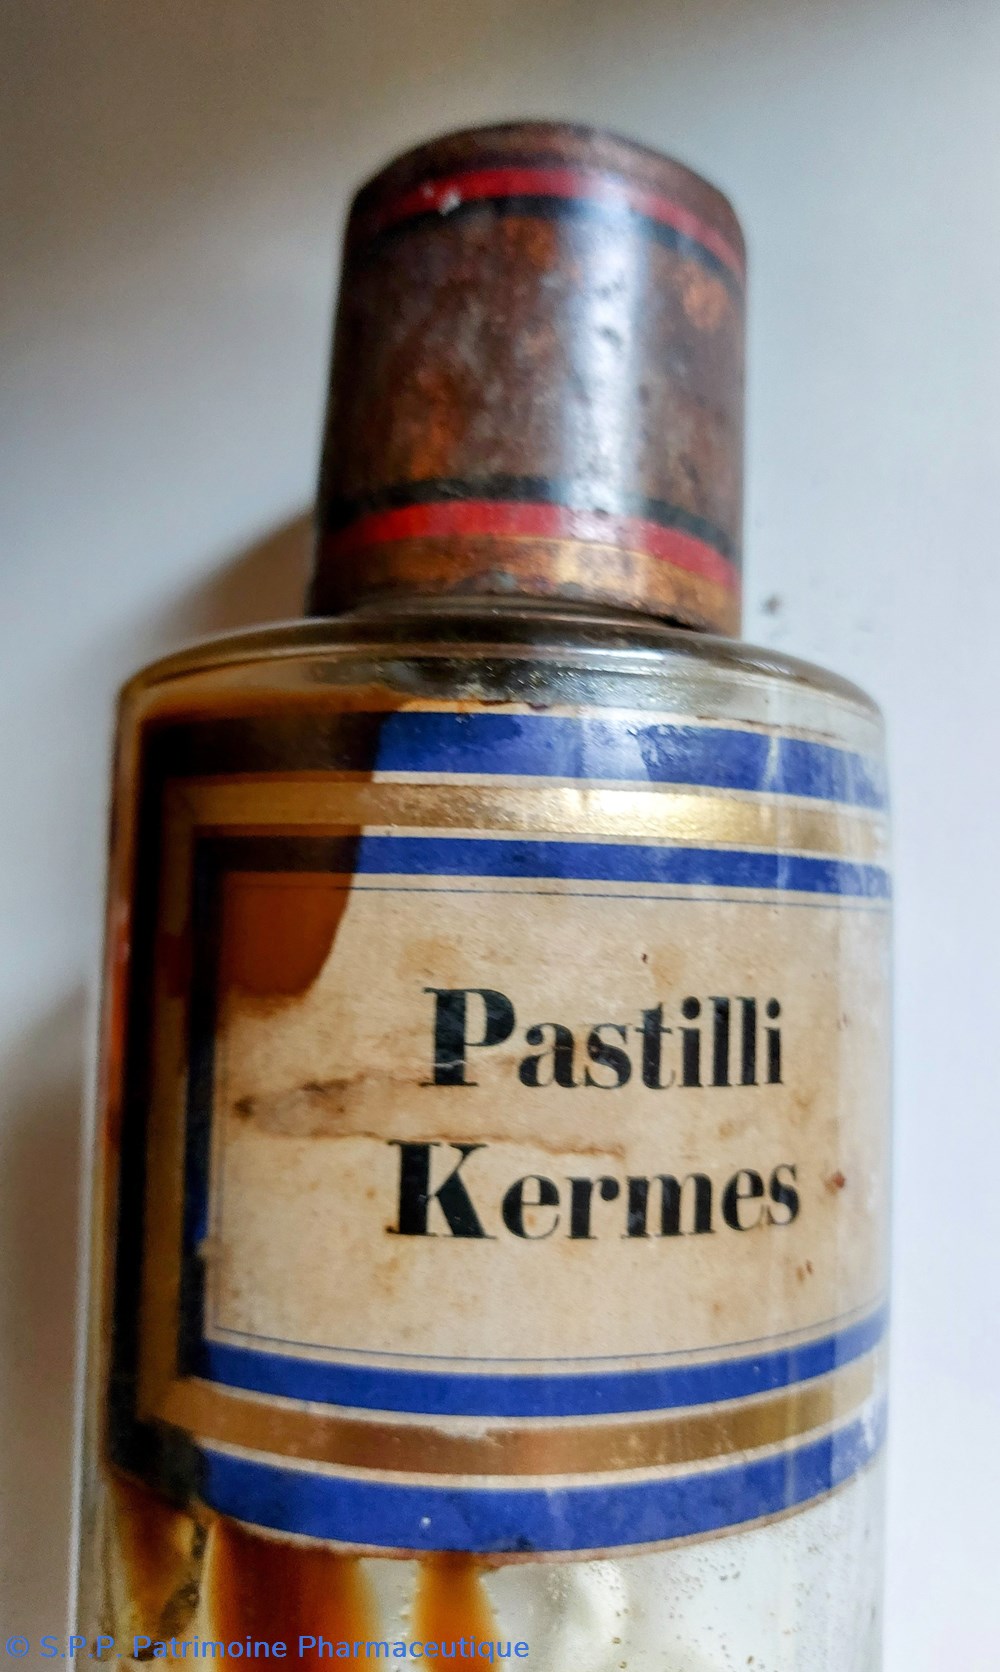 Pastilli
Kermes
© S.P.P. Patrimoine Pharmaceutique